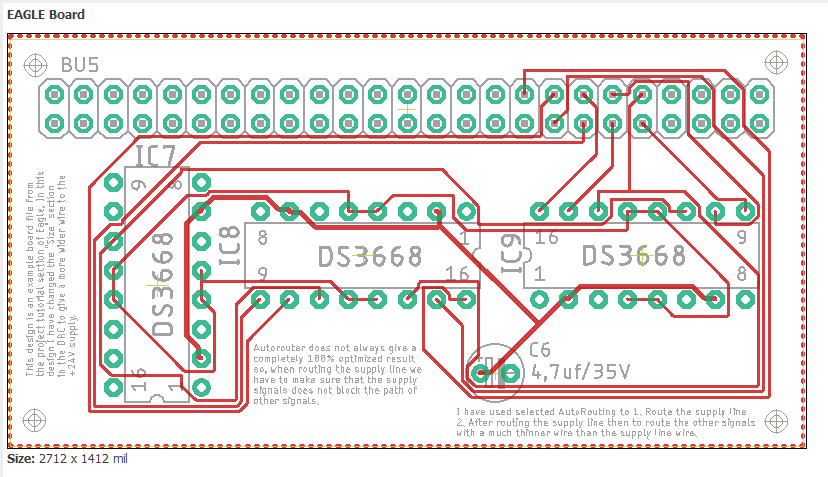 EAGLE Board
BU5
IC7
9
8
This design is an example board file from
the project tutorial section of Eagle. In this
design I have changed the "Size" section
in the DRC to give a more wider wire to the
+24V supply.
DS3668
16
1
IC8
8
1
DS3668
9
16
IC9
16
9
DS3668
1
8
C6
4,7uf/35V
Autorouter does not always give a
completely 100% optimized result
so, when routing the supply line we
have to make sure that the supply
signals does not block the path of
other signals.
I have used selected AutoRouting to 1. Route the supply line
2. After routing the supply line then to route the other signals
with a much thinner wire than the supply line wire.
Size: 2712 x 1412 mil